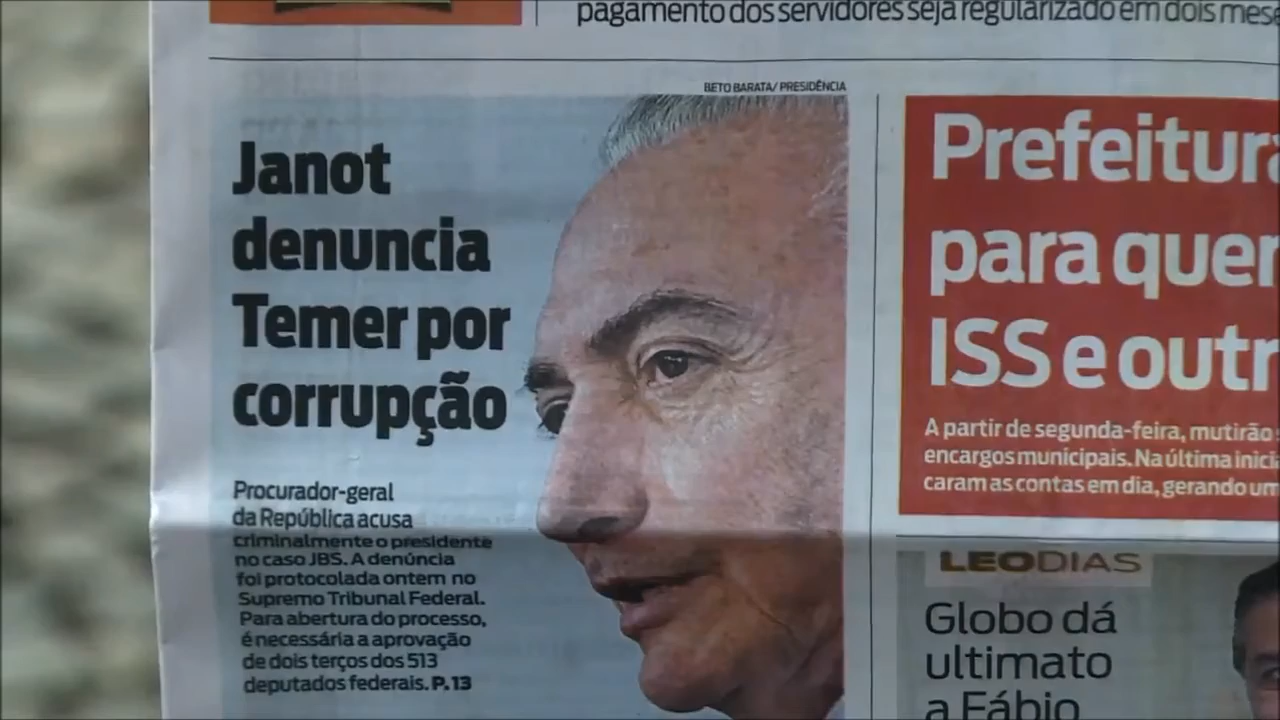 pagamento dos servidores seja regularizado em dois
BETO BARATA/ PRESIDÊNCIA
Janot
denuncia
Temer por
corrupção
Procurador-geral
da República acusa
criminalmente o presidente
no caso JBS. A denúncia
foi protocolada ontem no
Supremo Tribunal Federal.
Para abertura do processo,
é necessária a aprovação
de dois terços dos 513
deputados federais. P. 13
Prefeitura
para quem
ISS e outr
A partir de segunda-feira, mutirão
encargos municipais. Na última inici
caram as contas em dia, gerando um
LEODIAS
Globo dá
ultimato
a Fábio